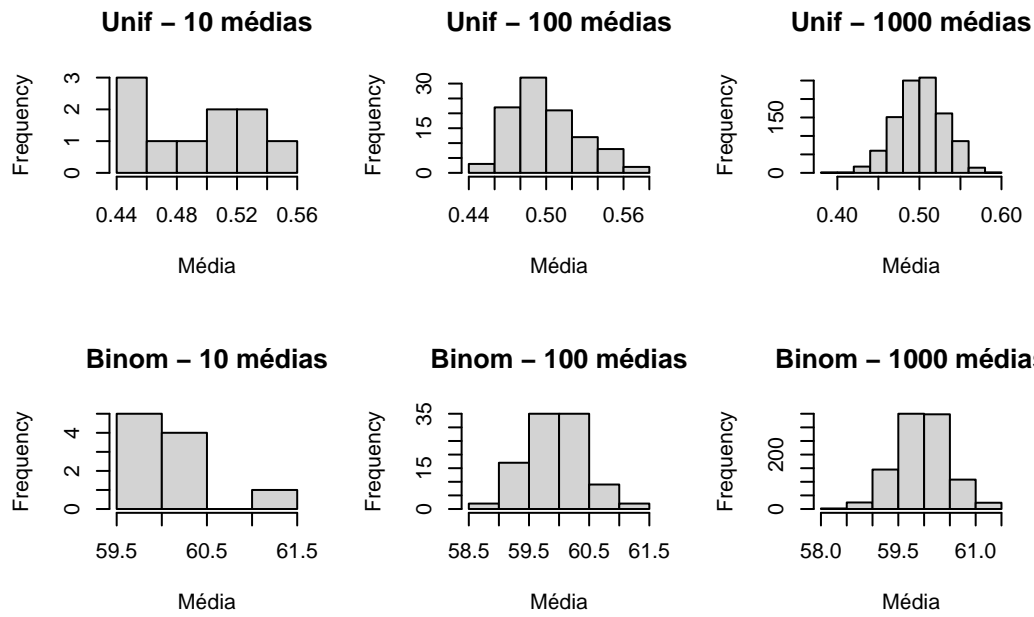 Unif − 10 médias
Frequency
0 1 2 3
0.44 0.48 0.52 0.56
Média
Unif − 100 médias
Frequency
0 15 30
0.44 0.50 0.56
Média
Unif − 1000 médias
Frequency
0 150
0.40 0.50 0.60
Média
Binom − 10 médias
Frequency
0 2 4
59.5 60.5 61.5
Média
Binom − 100 médias
Frequency
0 15 35
58.5 59.5 60.5 61.5
Média
Binom − 1000 médias
Frequency
0 200
58.0 59.5 61.0
Média